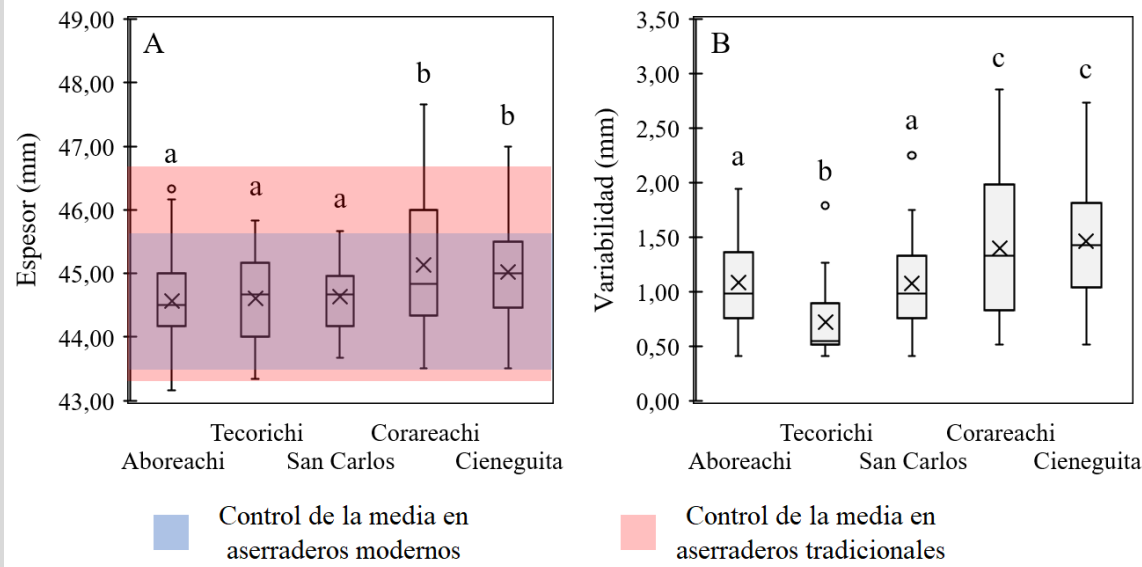 A
Espesor (mm)
49,00
48,00
47,00
46,00
45,00
44,00
43,00
a
a
a
b
b
Tecorichi
Corareachi
Aboreachi
San Carlos
Cieneguita
B
Variabilidad (mm)
3,50
3,00
2,50
2,00
1,50
1,00
0,50
0,00
a
b
a
c
c
Tecorichi
Corareachi
Aboreachi
San Carlos
Cieneguita
Control de la media en
aserraderos modernos
Control de la media en
aserraderos tradicionales